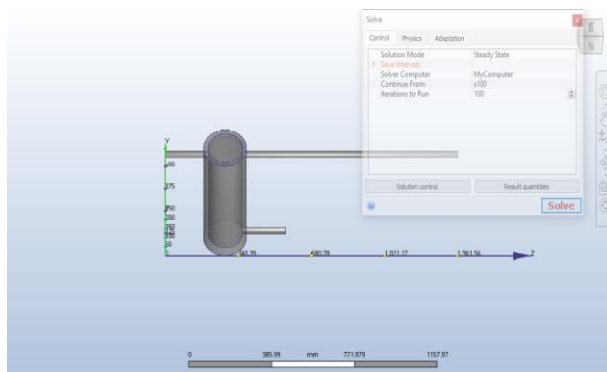 Solve
Control Physics Adaptation
Solution Mode Steady State
Save Intervals
Solver Computer MyComputer
Continue From s100
Iterations to Run 100
Solution control Result quantities
Solve
Y
375
200
50
340.39 680.78 1,021.17 1,361.56 Z
0 385.99 mm 771.979 1157.97